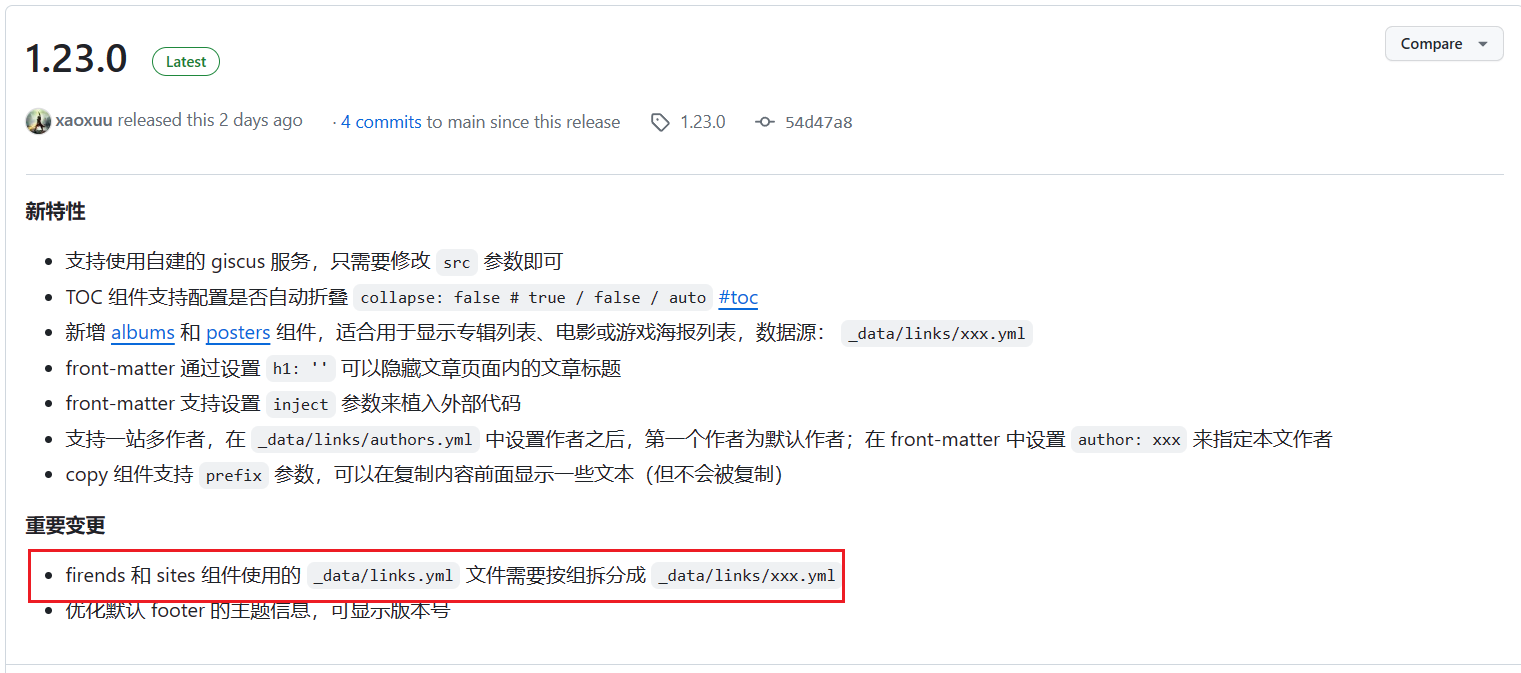 1.23.0 Latest Compare
xaoxuu released this 2 days ago · 4 commits to main since this release 1.23.0 54d47a8
新特性
• 支持使用自建的 giscus 服务，只需要修改 src 参数即可
• TOC 组件支持配置是否自动折叠 collapse: false # true / false / auto #toc
• 新增 albums 和 posters 组件，适合用于显示专辑列表、电影或游戏海报列表，数据源： _data/links/xxx.yml
• front-matter 通过设置 h1: '' 可以隐藏文章页面内的文章标题
• front-matter 支持设置 inject 参数来植入外部代码
• 支持一站多作者，在 _data/links/authors.yml 中设置作者之后，第一个作者为默认作者；在 front-matter 中设置 author: xxx 来指定本文作者
• copy 组件支持 prefix 参数，可以在复制内容前面显示一些文本（但不会被复制）
重要变更
• firends 和 sites 组件使用的 _data/links.yml 文件需要按组拆分成 _data/links/xxx.yml
• 优化默认 footer 的主题信息，可显示版本号